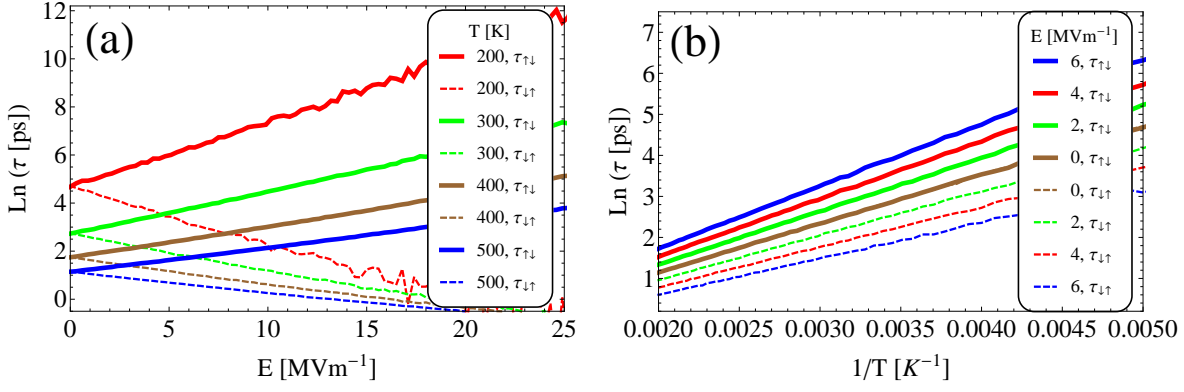 (a)
Ln (τ [ps])
12
10
8
6
4
2
0
0
5
10
15
20
25
E [MVm⁻¹]
T [K]
200, τ↑↓
200, τ↓↑
300, τ↑↓
300, τ↓↑
400, τ↑↓
400, τ↓↑
500, τ↑↓
500, τ↓↑
(b)
Ln (τ [ps])
7
6
5
4
3
2
1
0.0020
0.0025
0.0030
0.0035
0.0040
0.0045
0.0050
1/T [K⁻¹]
E [MVm⁻¹]
6, τ↑↓
4, τ↑↓
2, τ↑↓
0, τ↑↓
0, τ↓↑
2, τ↓↑
4, τ↓↑
6, τ↓↑